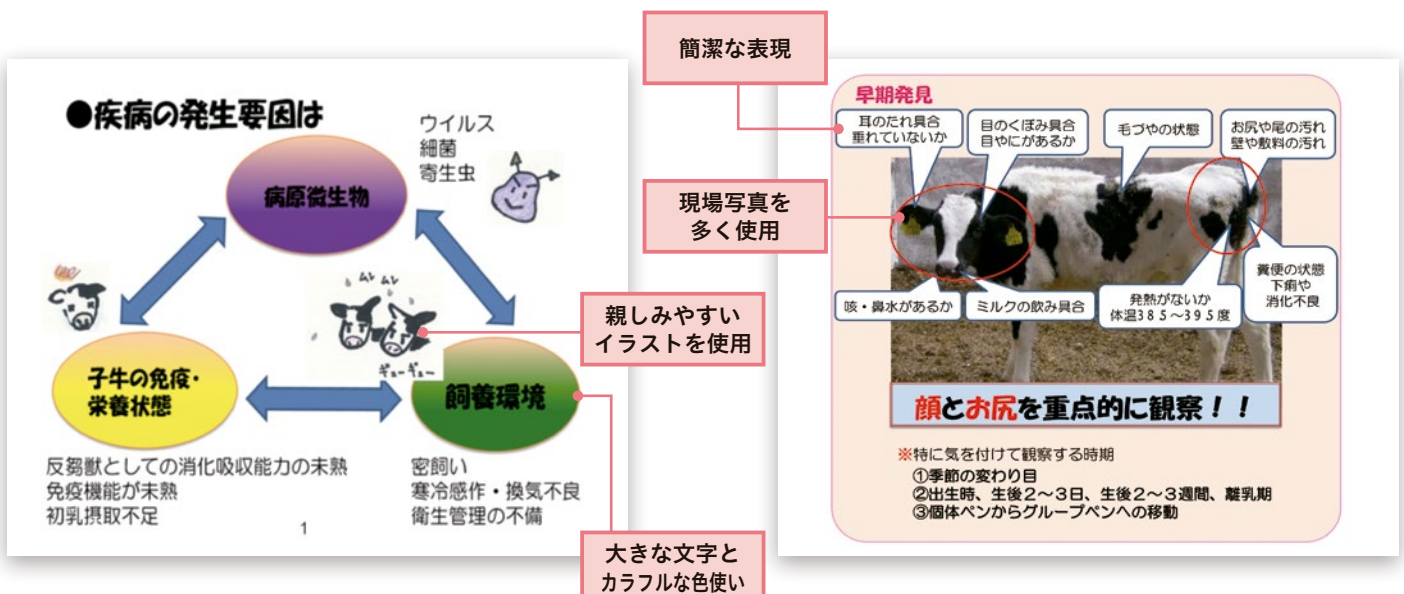 ●疾病の発生要因は
ウイルス
細菌
寄生虫
病原微生物
ムレ ムレ
ギューギュー
子牛の免疫・
栄養状態
飼養環境
反芻獣としての消化吸収能力の未熟
免疫機能が未熟
初乳摂取不足
密飼い
寒冷感作・換気不良
衛生管理の不備
1
簡潔な表現
現場写真を
多く使用
親しみやすい
イラストを使用
大きな文字と
カラフルな色使い
早期発見
耳のたれ具合
垂れていないか
目のくぼみ具合
目やにがあるか
毛づやの状態
お尻や尾の汚れ
壁や敷料の汚れ
咳・鼻水があるか
ミルクの飲み具合
発熱がないか
体温385～395度
糞便の状態
下痢や
消化不良
顔とお尻を重点的に観察！！
※特に気を付けて観察する時期
①季節の変わり目
②出生時、生後2～3日、生後2～3週間、離乳期
③個体ペンからグループペンへの移動